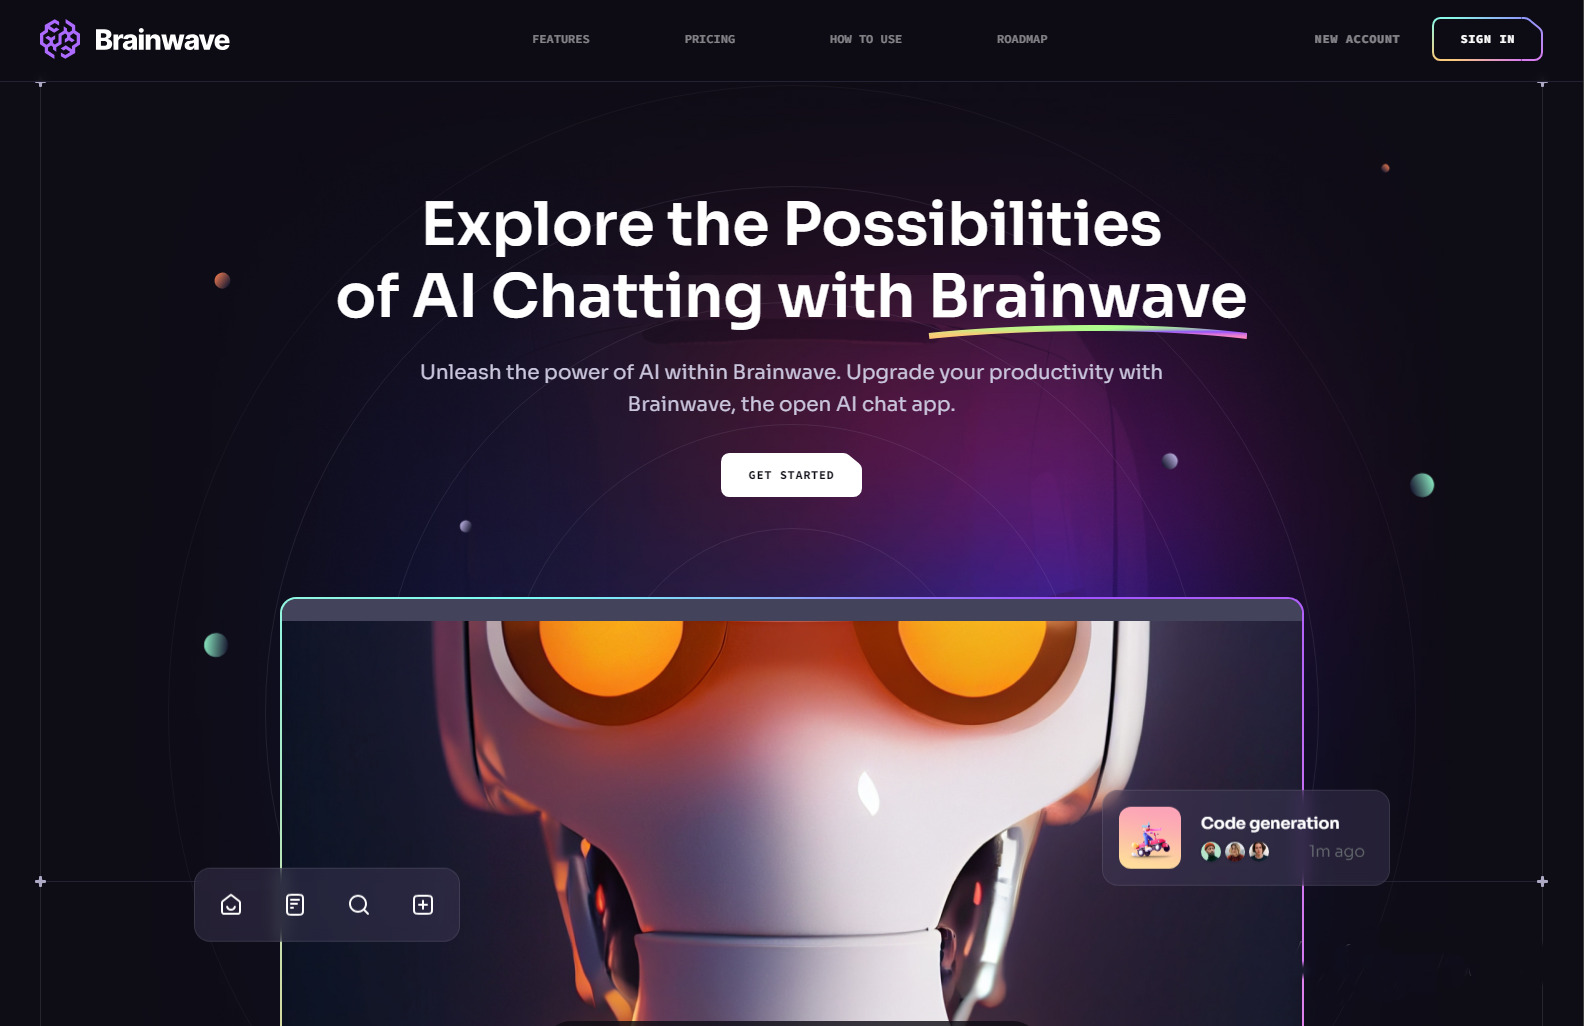 Brainwave
FEATURES
PRICING
HOW TO USE
ROADMAP
NEW ACCOUNT
SIGN IN
Explore the Possibilities
of AI Chatting with Brainwave
Unleash the power of AI within Brainwave. Upgrade your productivity with
Brainwave, the open AI chat app.
GET STARTED
Code generation
1m ago